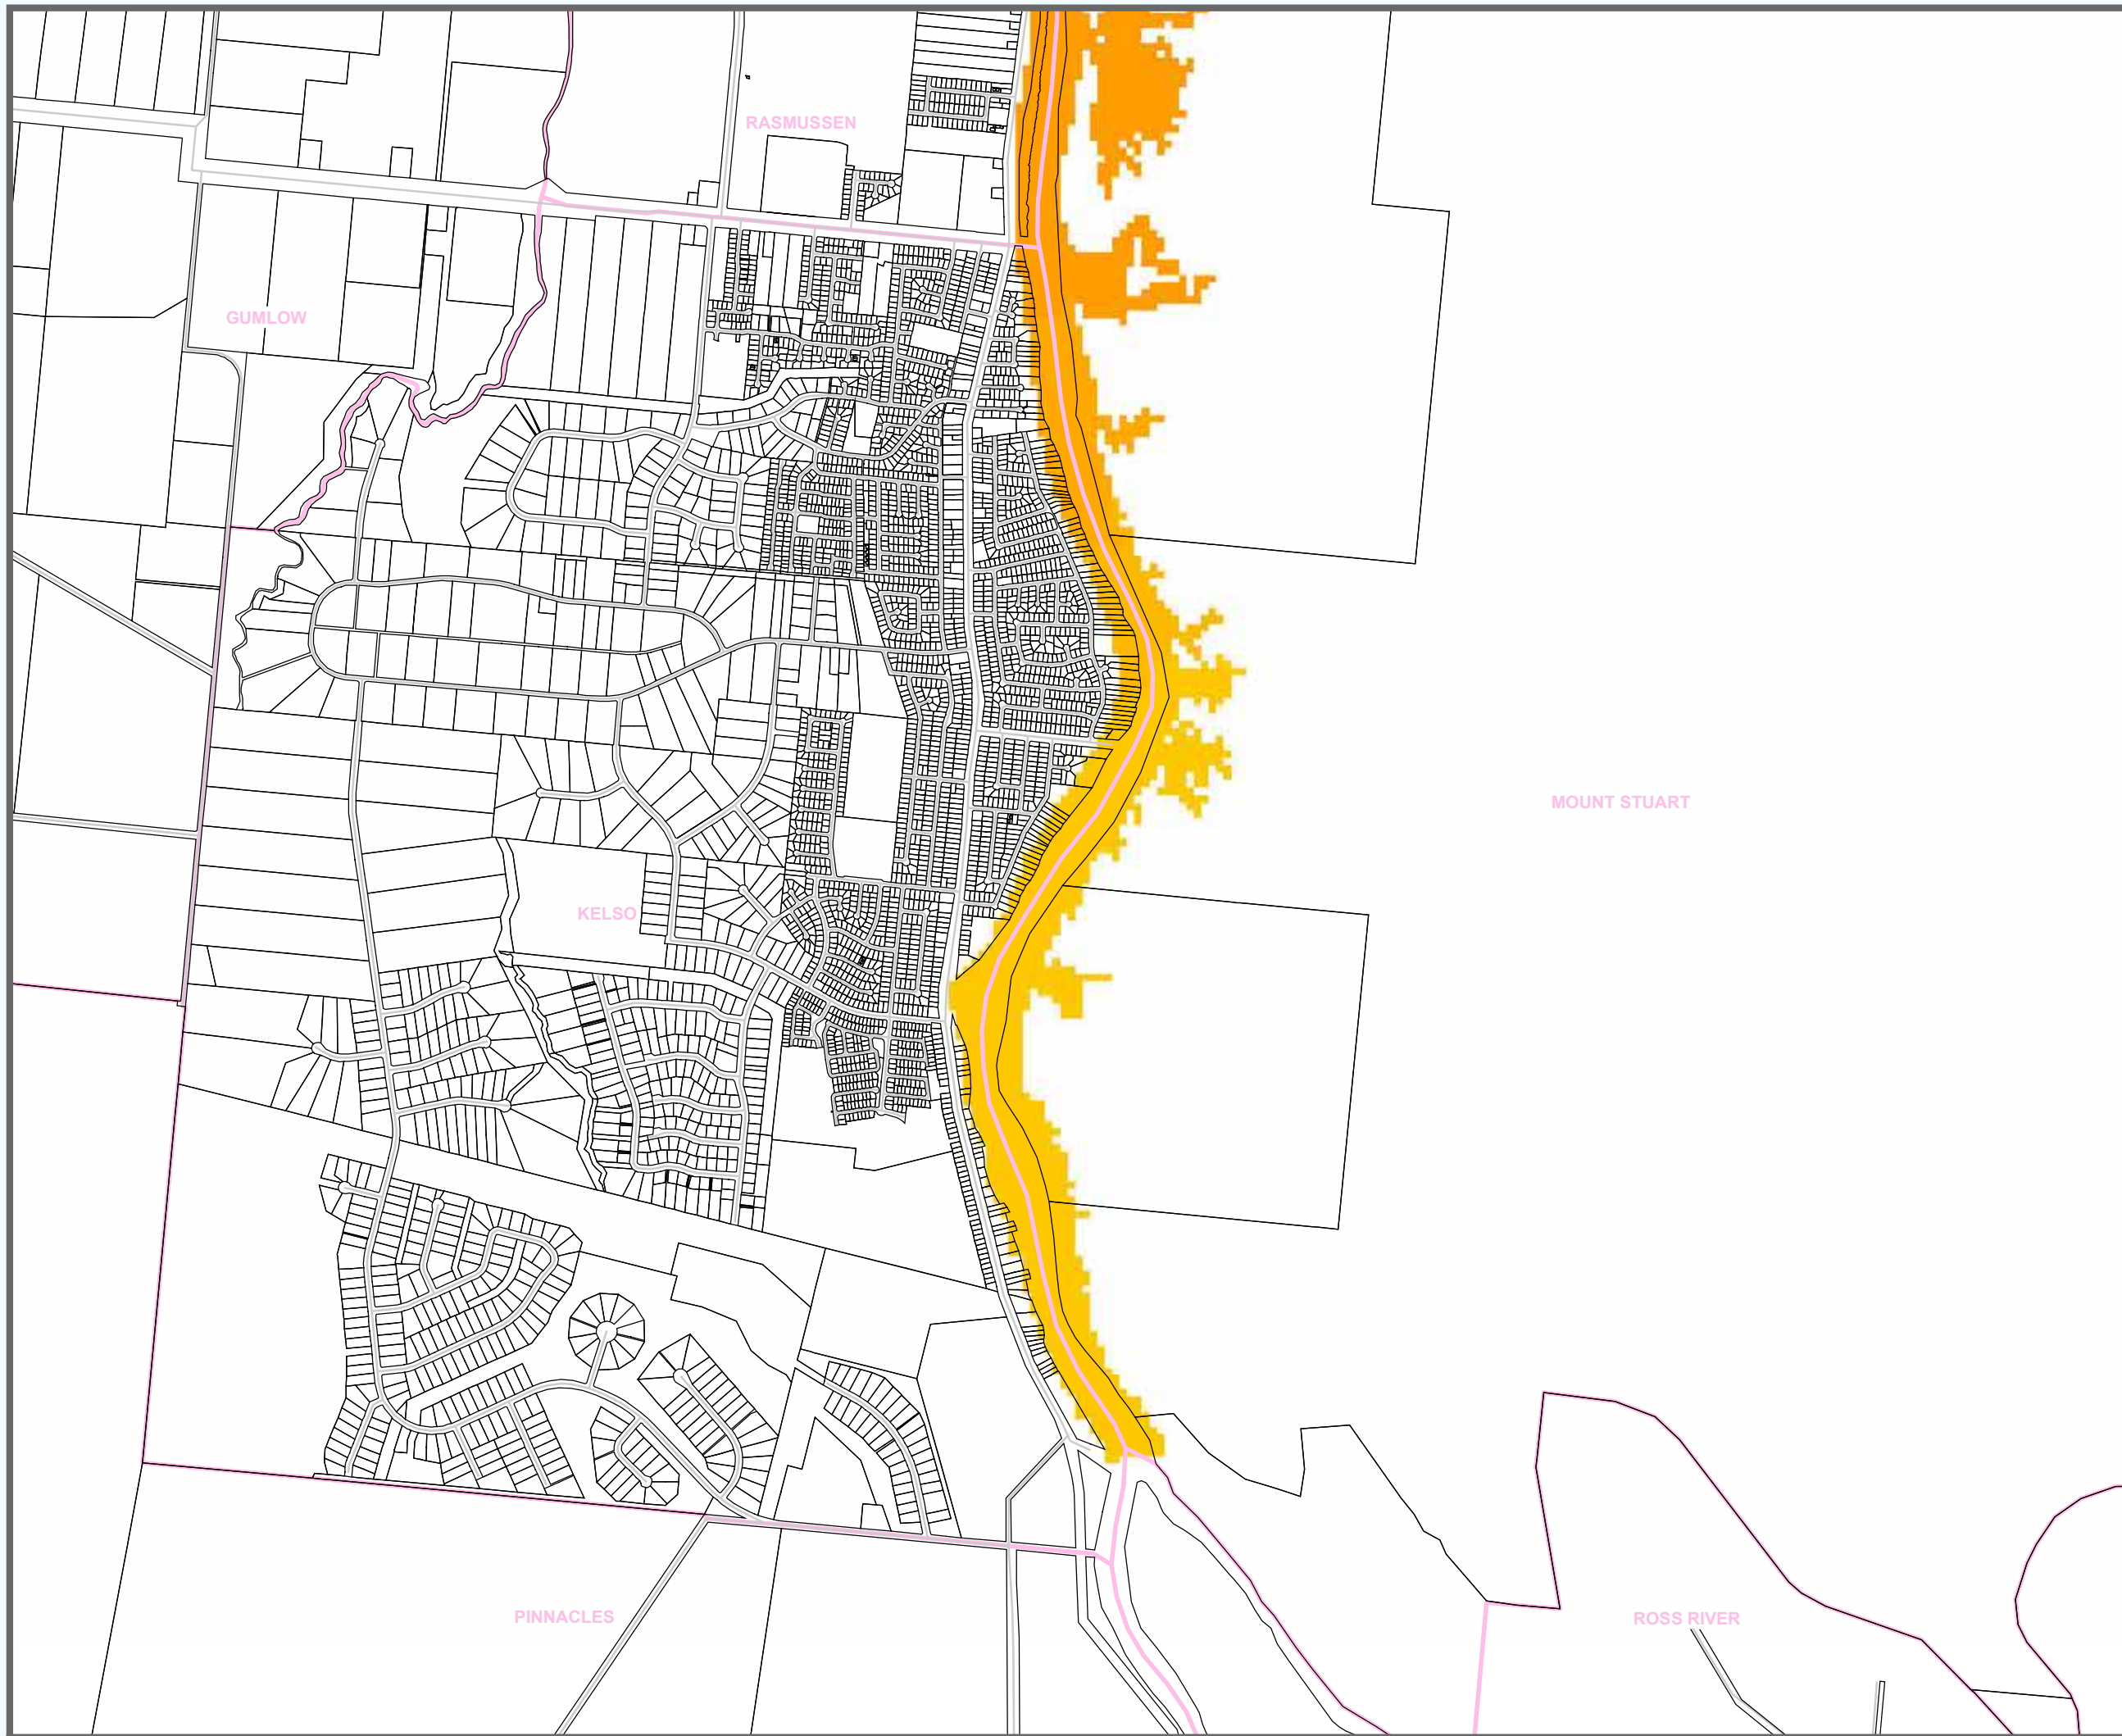 RASMUSSEN
GUMLOW
MOUNT STUART
KELSO
PINNACLES
ROSS RIVER